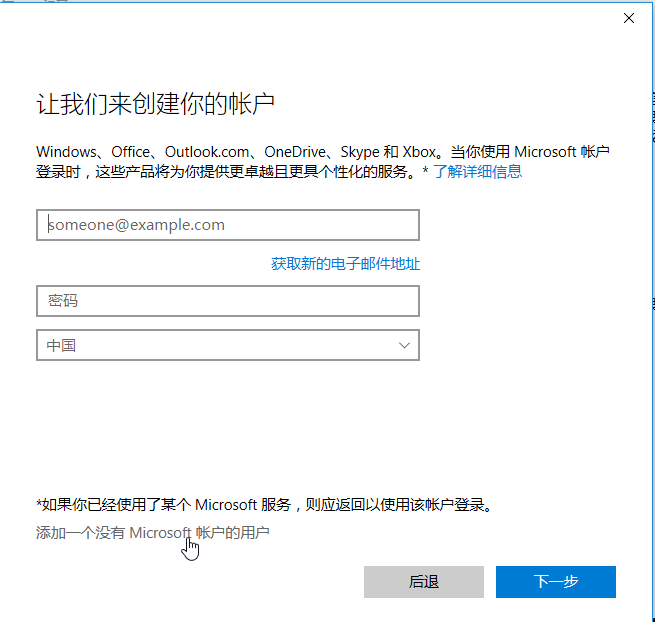 让我们来创建你的帐户
Windows、Office、Outlook.com、OneDrive、Skype 和 Xbox。当你使用 Microsoft 帐户
登录时，这些产品将为你提供更卓越且更具个性化的服务。* 了解详细信息
someone@example.com
获取新的电子邮件地址
密码
中国
*如果你已经使用了某个 Microsoft 服务，则应返回以使用该帐户登录。
添加一个没有 Microsoft 帐户的用户
后退
下一步